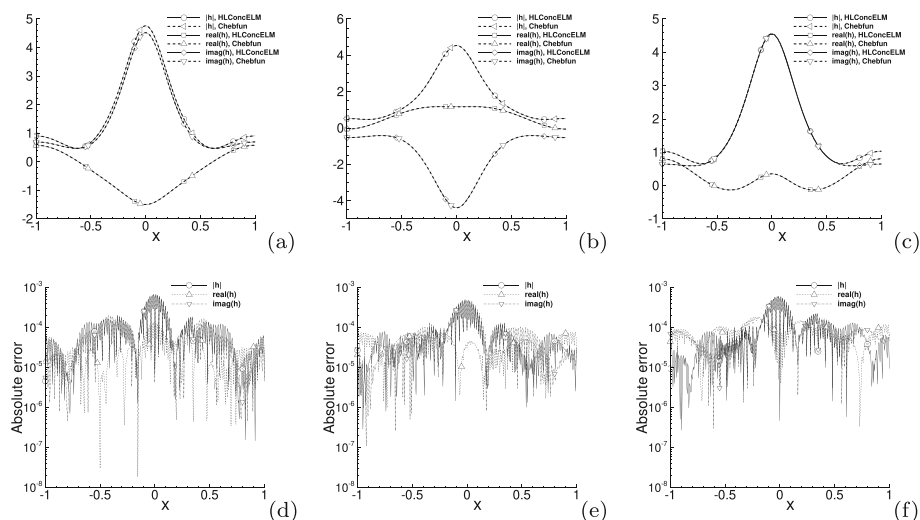 |h|, HLConcELM
|h|, Chebfun
real(h), HLConcELM
real(h), Chebfun
imag(h), HLConcELM
imag(h), Chebfun
5
4
3
2
1
0
-1
-2
-1 -0.5 0 0.5 1
x
(a)
|h|, HLConcELM
|h|, Chebfun
real(h), HLConcELM
real(h), Chebfun
imag(h), HLConcELM
imag(h), Chebfun
6
4
2
0
-2
-4
-1 -0.5 0 0.5 1
x
(b)
|h|, HLConcELM
|h|, Chebfun
real(h), HLConcELM
real(h), Chebfun
imag(h), HLConcELM
imag(h), Chebfun
5
4
3
2
1
0
-1
-1 -0.5 0 0.5 1
x
(c)
|h|
real(h)
imag(h)
Absolute error
10-3
10-4
10-5
10-6
10-7
10-8
-1 -0.5 0 0.5 1
x
(d)
|h|
real(h)
imag(h)
Absolute error
10-3
10-4
10-5
10-6
10-7
10-8
-1 -0.5 0 0.5 1
x
(e)
|h|
real(h)
imag(h)
Absolute error
10-3
10-4
10-5
10-6
10-7
10-8
-1 -0.5 0 0.5 1
x
(f)